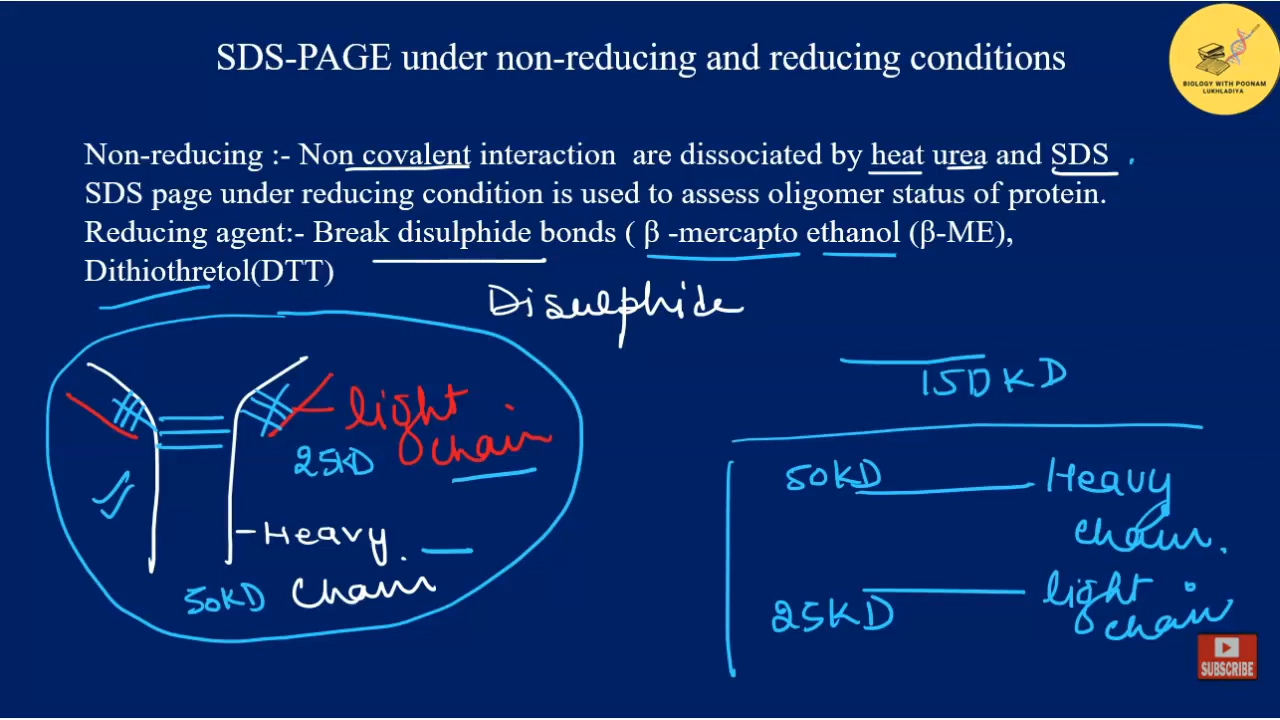 SDS-PAGE under non-reducing and reducing conditions
BIOLOGY WITH POONAM
LUKHLADIYA
Non-reducing :- Non covalent interaction are dissociated by heat urea and SDS .
SDS page under reducing condition is used to assess oligomer status of protein.
Reducing agent:- Break disulphide bonds ( β -mercapto ethanol (β-ME),
Dithiothretol(DTT)
Disulphide
light
chain
25KD
Heavy.
Chain
50KD
150KD
50KD
Heavy
chain.
25KD
light
chain
SUBSCRIBE